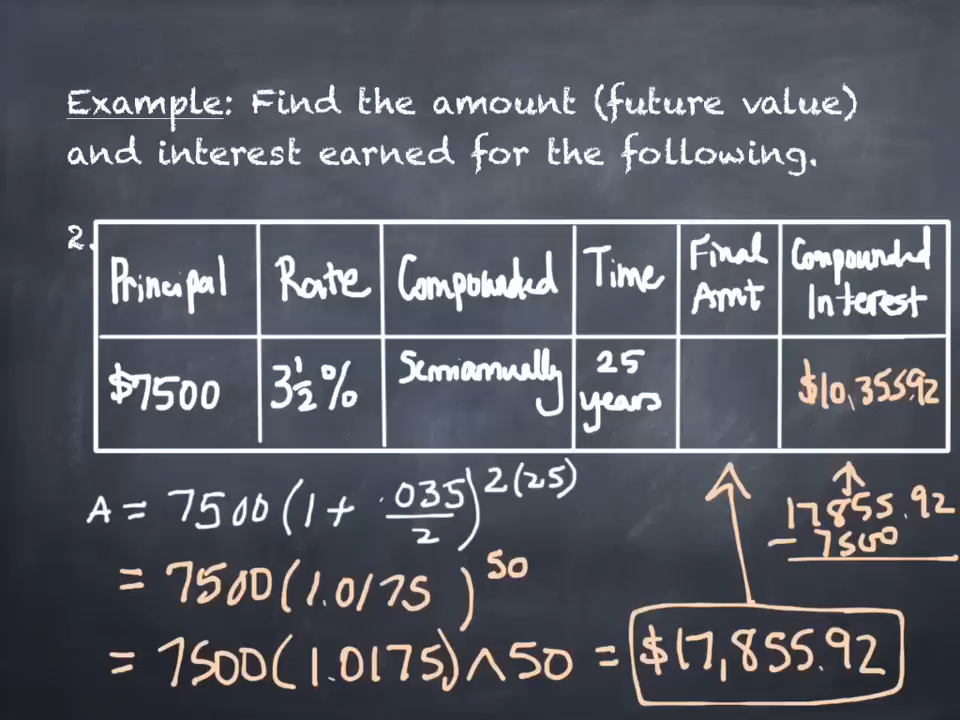 Example: Find the amount (future value)
and interest earned for the following.
2.
Principal Rate Compounded Time Final Amt Compounded Interest
$7500 3½% Semiannually 25 years $10,355.92
A = 7500(1 + .035/2)^2(25)
= 7500(1.0175)^50
= 7500(1.0175)^50 = $17,855.92
17855.92
- 7500